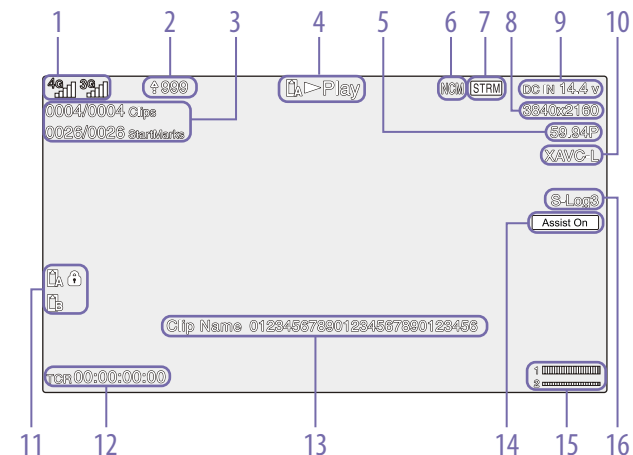 1 2 3 4 5 6 7 8 9 10
4G 3G
999
A Play
NCM
STRM
DC IN 14.4 V
0004/0004 Clips
3840x2160
0026/0026 StartMarks
59.94P
XAVC-L
S-Log3
Assist On
A
B
Clip Name 012345678901234567890123456
TCR 00:00:00:00
1
2
11 12 13 14 15 16